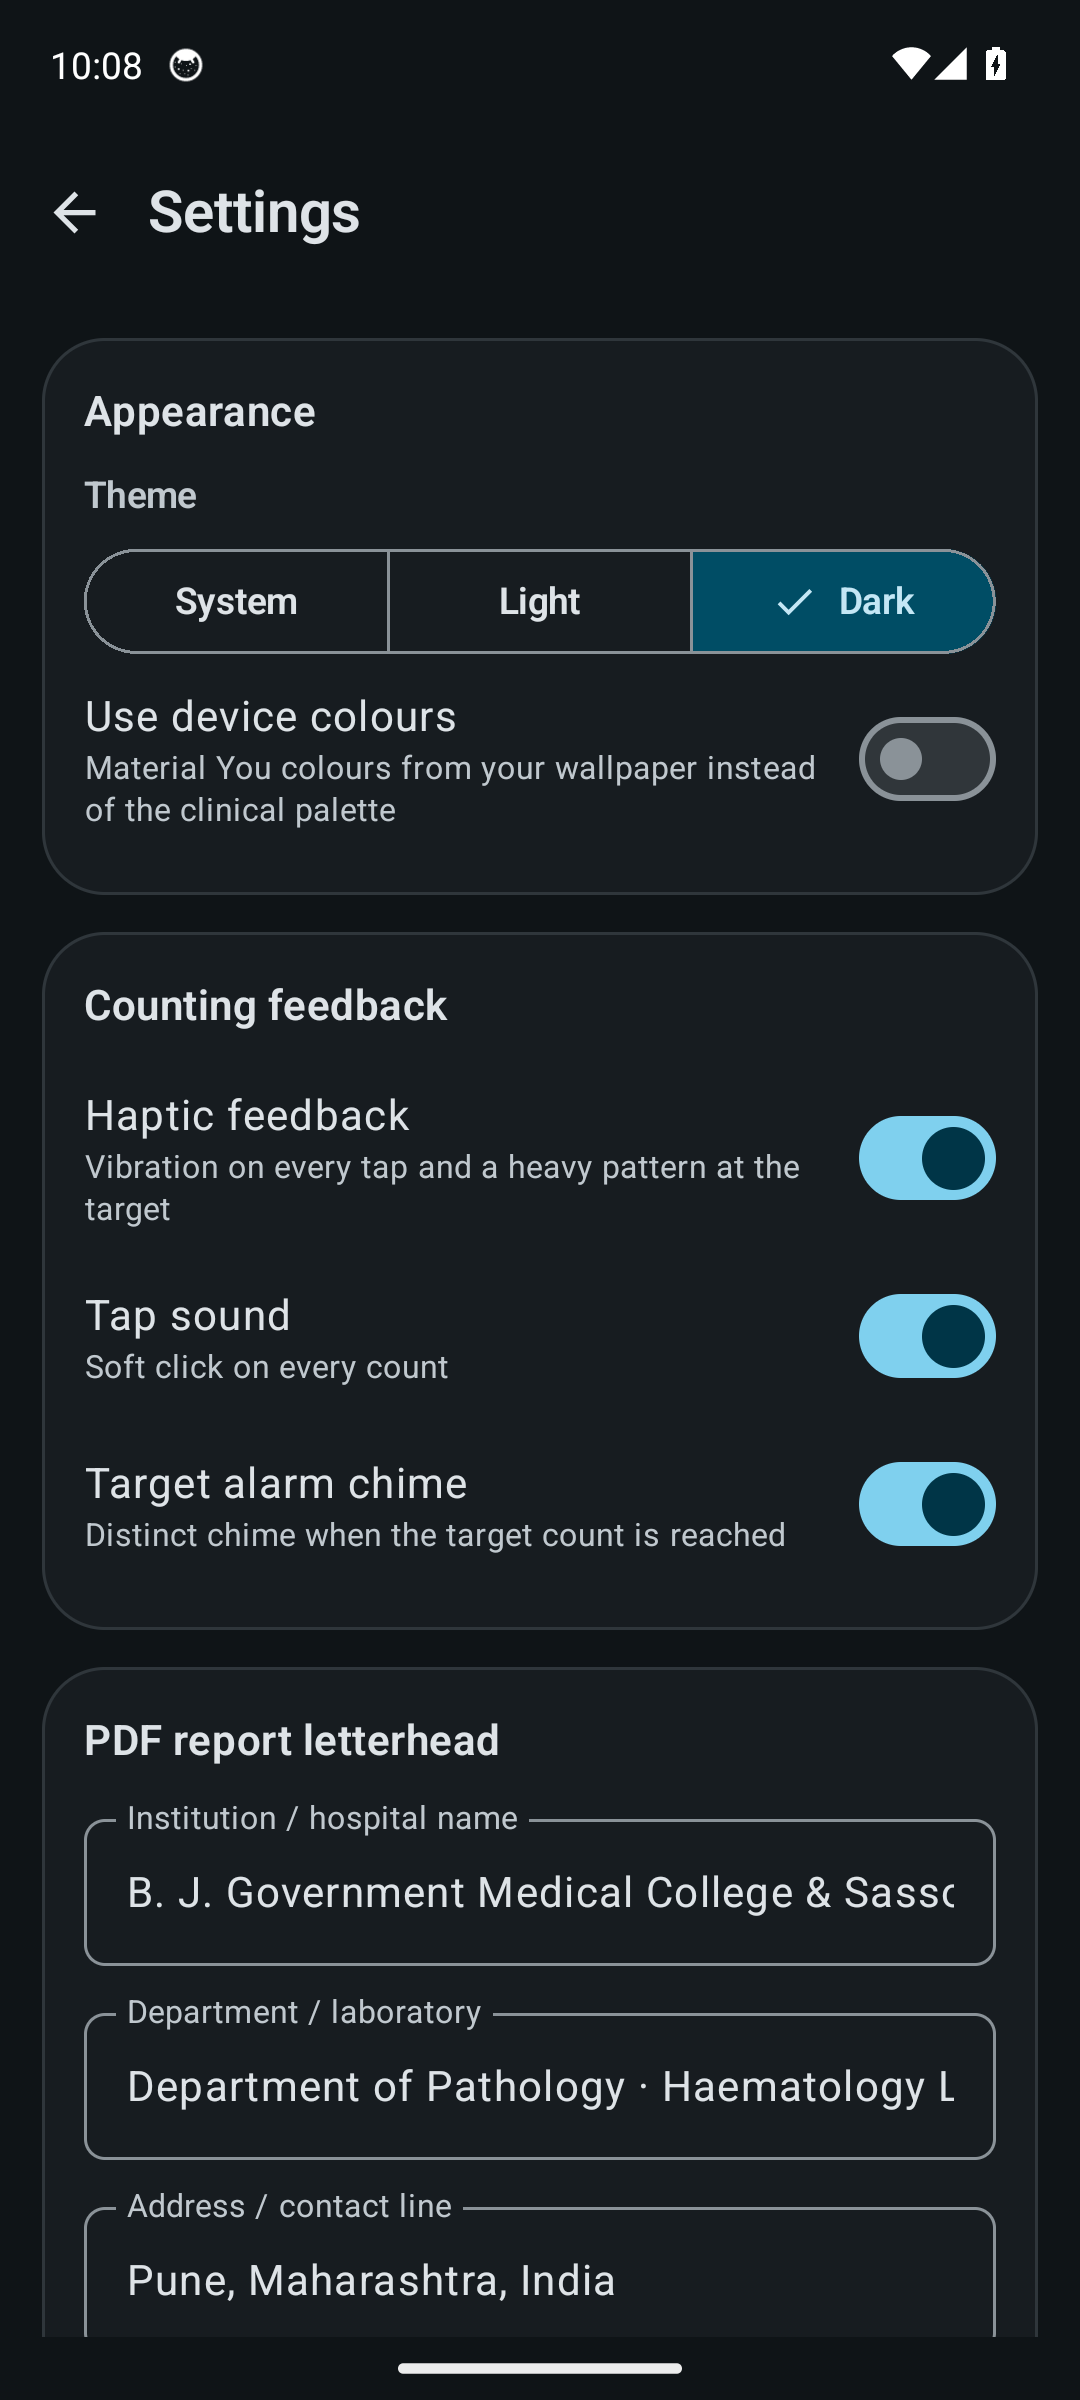 10:08
Settings
Appearance
Theme
System
Light
Dark
Use device colours
Material You colours from your wallpaper instead
of the clinical palette
Counting feedback
Haptic feedback
Vibration on every tap and a heavy pattern at the
target
Tap sound
Soft click on every count
Target alarm chime
Distinct chime when the target count is reached
PDF report letterhead
Institution / hospital name
B. J. Government Medical College &
Department / laboratory
Department of Pathology · Haematology
Address / contact line
Pune, Maharashtra, India